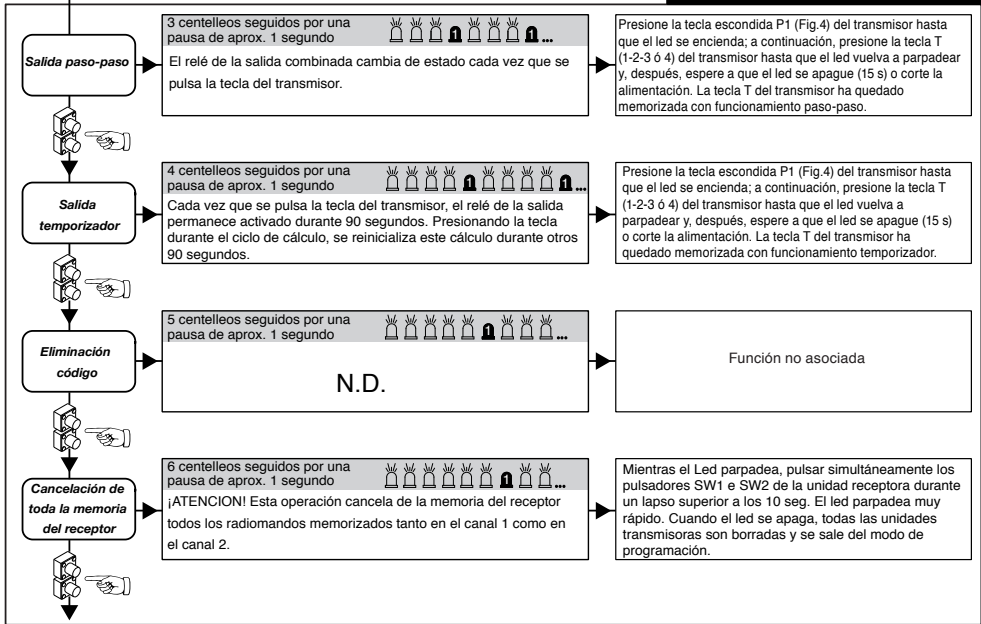 Salida paso-paso
3 centelleos seguidos por una
pausa de aprox. 1 segundo
1 1...
El relé de la salida combinada cambia de estado cada vez que se
pulsa la tecla del transmisor.
Presione la tecla escondida P1 (Fig.4) del transmisor hasta
que el led se encienda; a continuación, presione la tecla T
(1-2-3 ó 4) del transmisor hasta que el led vuelva a parpadear
y, después, espere a que el led se apague (15 s) o corte la
alimentación. La tecla T del transmisor ha quedado
memorizada con funcionamiento paso-paso.
Salida
temporizador
4 centelleos seguidos por una
pausa de aprox. 1 segundo
1 1...
Cada vez que se pulsa la tecla del transmisor, el relé de la salida
permanece activado durante 90 segundos. Presionando la tecla
durante el ciclo de cálculo, se reinicializa este cálculo durante otros
90 segundos.
Presione la tecla escondida P1 (Fig.4) del transmisor hasta
que el led se encienda; a continuación, presione la tecla T
(1-2-3 ó 4) del transmisor hasta que el led vuelva a
parpadear y, después, espere a que el led se apague (15 s)
o corte la alimentación. La tecla T del transmisor ha
quedado memorizada con funcionamiento temporizador.
Eliminación
código
5 centelleos seguidos por una
pausa de aprox. 1 segundo
1 ...
N.D.
Función no asociada
Cancelación de
toda la memoria
del receptor
6 centelleos seguidos por una
pausa de aprox. 1 segundo
1 ...
¡ATENCION! Esta operación cancela de la memoria del receptor
todos los radiomandos memorizados tanto en el canal 1 como en
el canal 2.
Mientras el Led parpadea, pulsar simultáneamente los
pulsadores SW1 e SW2 de la unidad receptora durante
un lapso superior a los 10 seg. El led parpadea muy
rápido. Cuando el led se apaga, todas las unidades
transmisoras son borradas y se sale del modo de
programación.